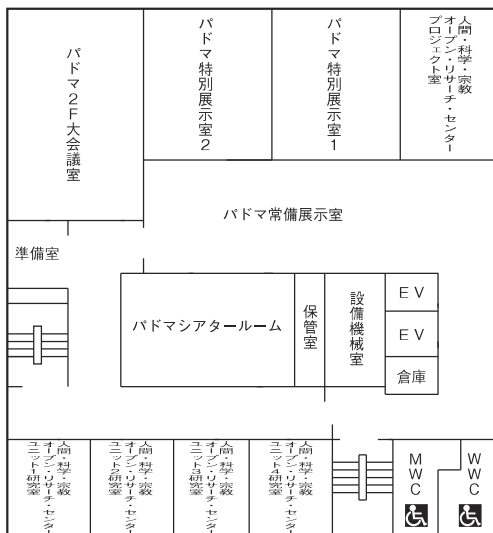 パドマ2F大会議室
パドマ特別展示室2
パドマ特別展示室1
人間・科学・宗教
オープン・リサーチ・センター
プロジェクト室
パドマ常備展示室
準備室
パドマシアタールーム
保管室
設備機械室
EV
EV
倉庫
人間・科学・宗教
オープン・リサーチ・センター
ユニット1研究室
人間・科学・宗教
オープン・リサーチ・センター
ユニット2研究室
人間・科学・宗教
オープン・リサーチ・センター
ユニット3研究室
人間・科学・宗教
オープン・リサーチ・センター
ユニット4研究室
MWC
WWC